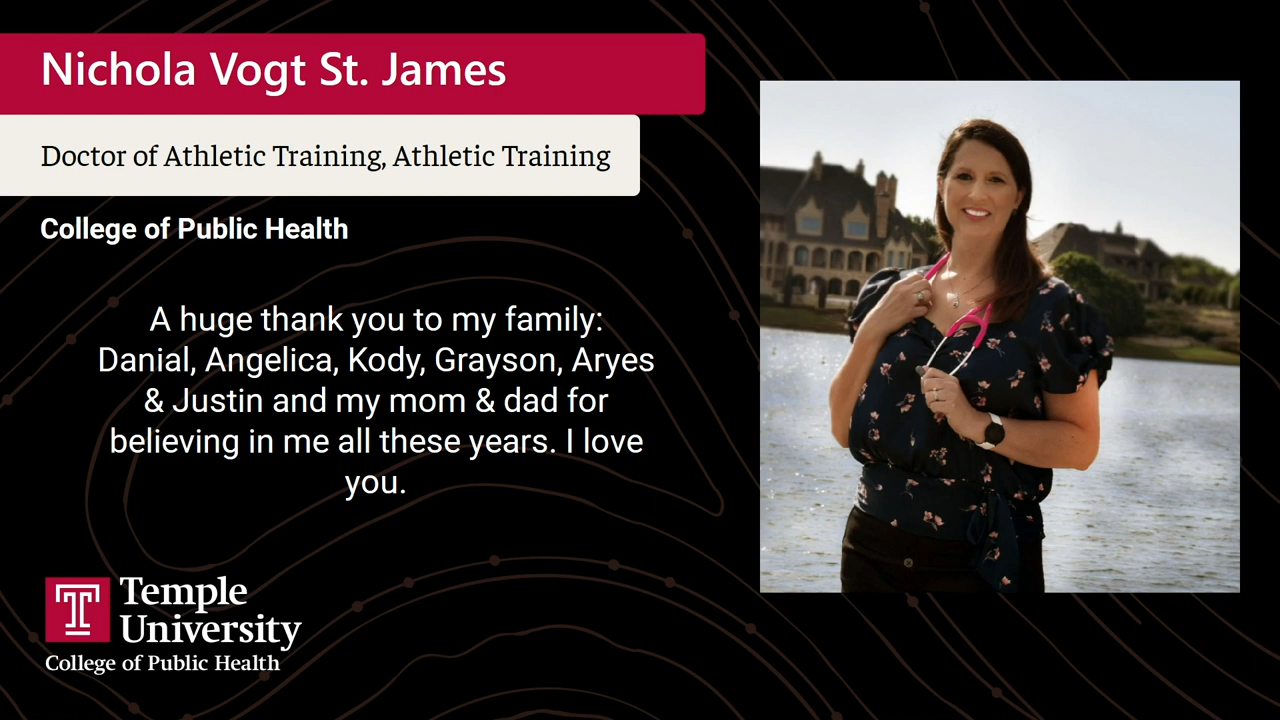 Nichola Vogt St. James
Doctor of Athletic Training, Athletic Training
College of Public Health
A huge thank you to my family:
Danial, Angelica, Kody, Grayson, Aryes
& Justin and my mom & dad for
believing in me all these years. I love
you.
Temple
University
College of Public Health